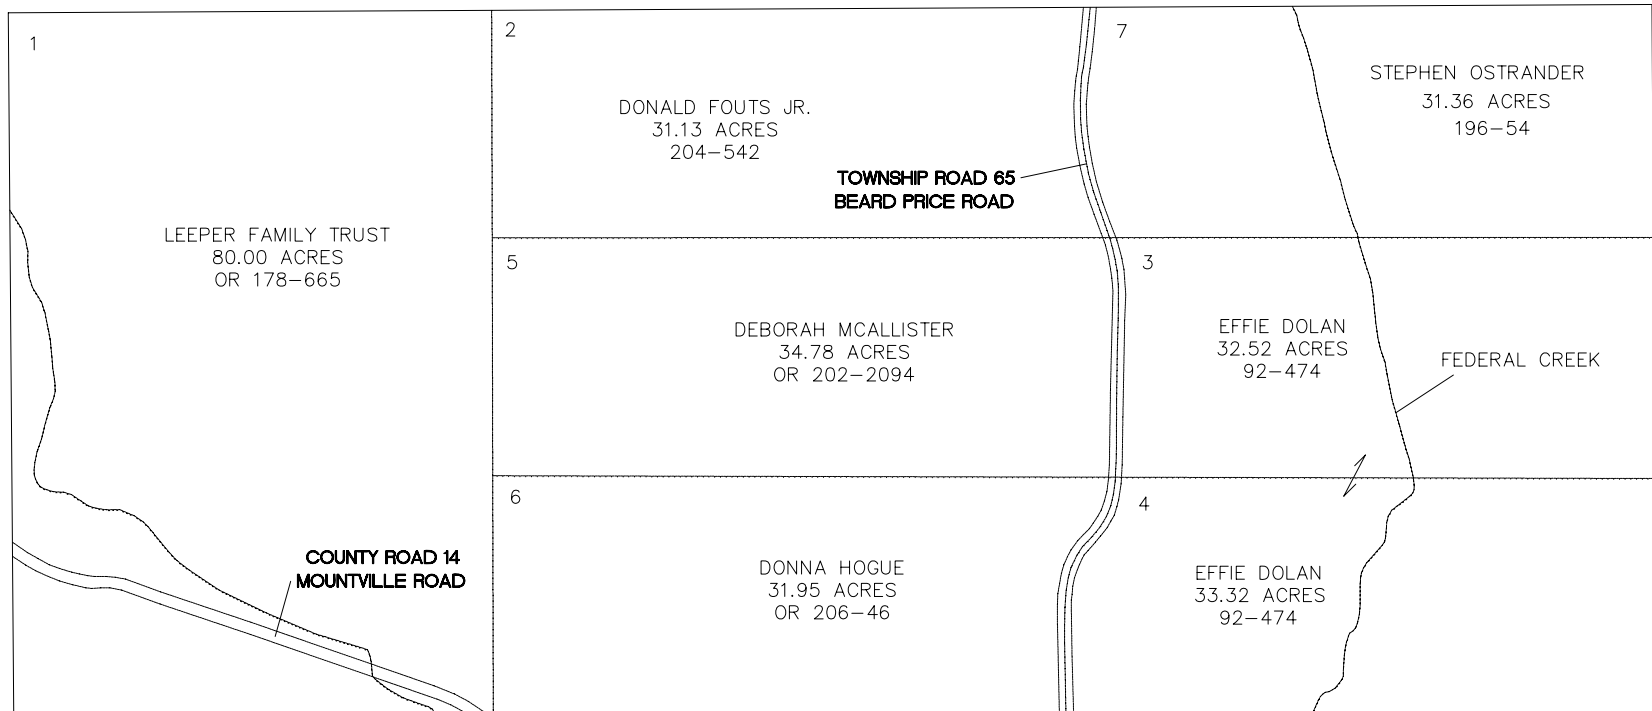 1
2
7
STEPHEN OSTRANDER
31.36 ACRES
196-54
DONALD FOUTS JR.
31.13 ACRES
204-542
TOWNSHIP ROAD 65
BEARD PRICE ROAD
LEEPER FAMILY TRUST
80.00 ACRES
OR 178-665
5
3
DEBORAH MCALLISTER
34.78 ACRES
OR 202-2094
EFFIE DOLAN
32.52 ACRES
92-474
FEDERAL CREEK
6
4
COUNTY ROAD 14
MOUNTVILLE ROAD
DONNA HOGUE
31.95 ACRES
OR 206-46
EFFIE DOLAN
33.32 ACRES
92-474